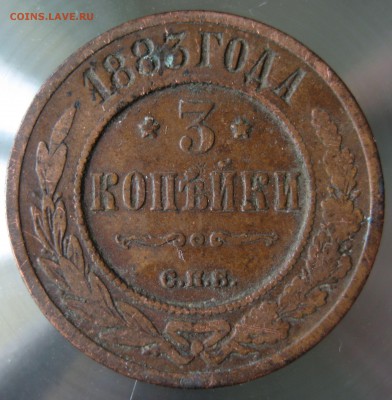 COINS.LAVE.RU
1883 ГОДА
3
КОПѢЙКИ
С.П.Б.